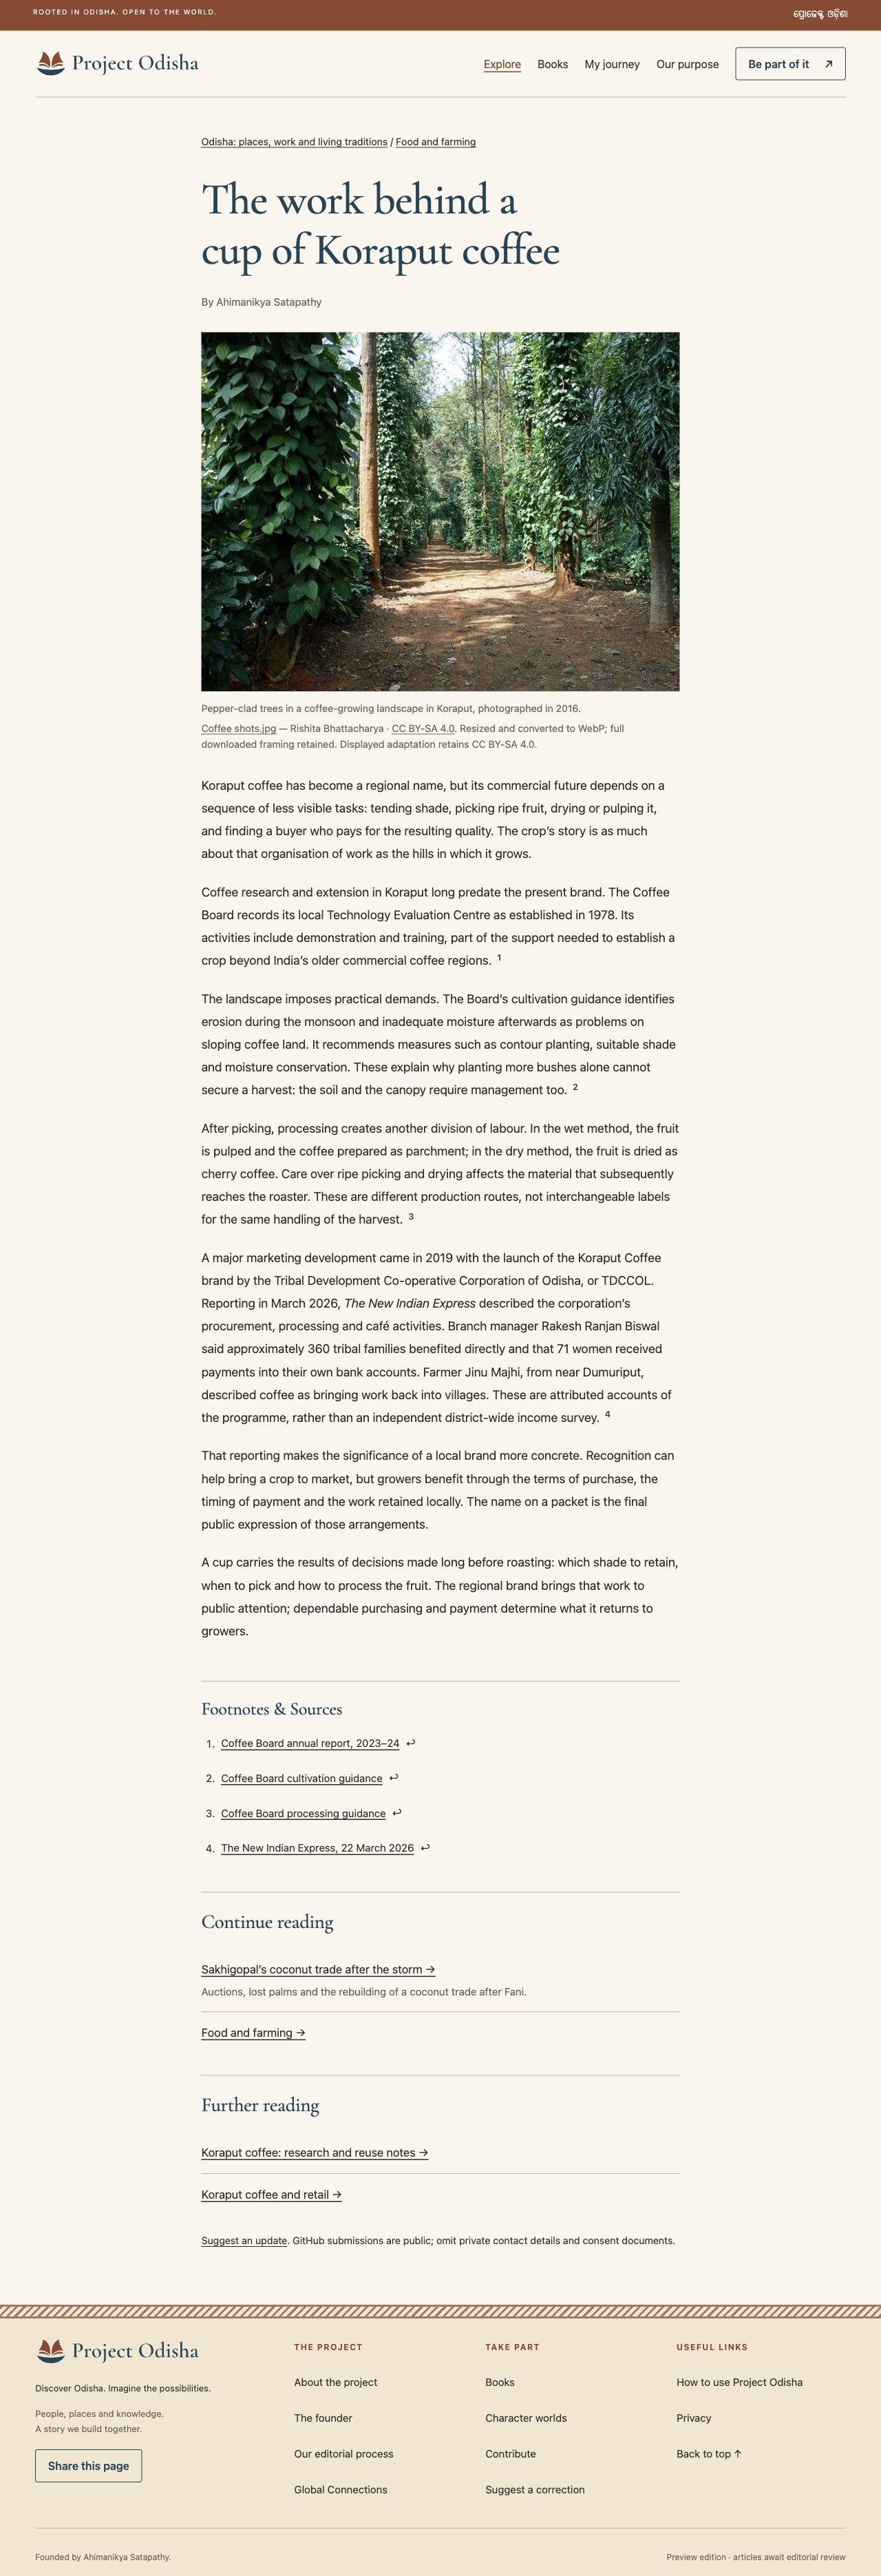 ROOTED IN ODISHA. OPEN TO THE WORLD.
ପ୍ରୋଜେକ୍ଟ ଓଡ଼ିଶା
Project Odisha
Explore
Books
My journey
Our purpose
Be part of it ↗
Odisha: places, work and living traditions / Food and farming
The work behind a
cup of Koraput coffee
By Ahimanikya Satapathy
Pepper-clad trees in a coffee-growing landscape in Koraput, photographed in 2016.
Coffee shots.jpg — Rishita Bhattacharya · CC BY-SA 4.0. Resized and converted to WebP; full
downloaded framing retained. Displayed adaptation retains CC BY-SA 4.0.
Koraput coffee has become a regional name, but its commercial future depends on a
sequence of less visible tasks: tending shade, picking ripe fruit, drying or pulping it,
and finding a buyer who pays for the resulting quality. The crop’s story is as much
about that organisation of work as the hills in which it grows.
Coffee research and extension in Koraput long predate the present brand. The Coffee
Board records its local Technology Evaluation Centre as established in 1978. Its
activities include demonstration and training, part of the support needed to establish a
crop beyond India’s older commercial coffee regions. 1
The landscape imposes practical demands. The Board’s cultivation guidance identifies
erosion during the monsoon and inadequate moisture afterwards as problems on
sloping coffee land. It recommends measures such as contour planting, suitable shade
and moisture conservation. These explain why planting more bushes alone cannot
secure a harvest: the soil and the canopy require management too. 2
After picking, processing creates another division of labour. In the wet method, the fruit
is pulped and the coffee prepared as parchment; in the dry method, the fruit is dried as
cherry coffee. Care over ripe picking and drying affects the material that subsequently
reaches the roaster. These are different production routes, not interchangeable labels
for the same handling of the harvest. 3
A major marketing development came in 2019 with the launch of the Koraput Coffee
brand by the Tribal Development Co-operative Corporation of Odisha, or TDCCOL.
Reporting in March 2026, The New Indian Express described the corporation’s
procurement, processing and café activities. Branch manager Rakesh Ranjan Biswal
said approximately 360 tribal families benefited directly and that 71 women received
payments into their own bank accounts. Farmer Jinu Majhi, from near Dumuriput,
described coffee as bringing work back into villages. These are attributed accounts of
the programme, rather than an independent district-wide income survey. 4
That reporting makes the significance of a local brand more concrete. Recognition can
help bring a crop to market, but growers benefit through the terms of purchase, the
timing of payment and the work retained locally. The name on a packet is the final
public expression of those arrangements.
A cup carries the results of decisions made long before roasting: which shade to retain,
when to pick and how to process the fruit. The regional brand brings that work to
public attention; dependable purchasing and payment determine what it returns to
growers.
Footnotes & Sources
1. Coffee Board annual report, 2023–24 ↩
2. Coffee Board cultivation guidance ↩
3. Coffee Board processing guidance ↩
4. The New Indian Express, 22 March 2026 ↩
Continue reading
Sakhigopal’s coconut trade after the storm →
Auctions, lost palms and the rebuilding of a coconut trade after Fani.
Food and farming →
Further reading
Koraput coffee: research and reuse notes →
Koraput coffee and retail →
Suggest an update. GitHub submissions are public; omit private contact details and consent documents.
Project Odisha
Discover Odisha. Imagine the possibilities.
People, places and knowledge.
A story we build together.
Share this page
THE PROJECT
About the project
The founder
Our editorial process
Global Connections
TAKE PART
Books
Character worlds
Contribute
Suggest a correction
USEFUL LINKS
How to use Project Odisha
Privacy
Back to top ↑
Founded by Ahimanikya Satapathy.
Preview edition · articles await editorial review